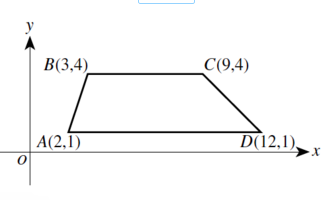 y
B(3,4) C(9,4)
A(2,1) D(12,1)
O x